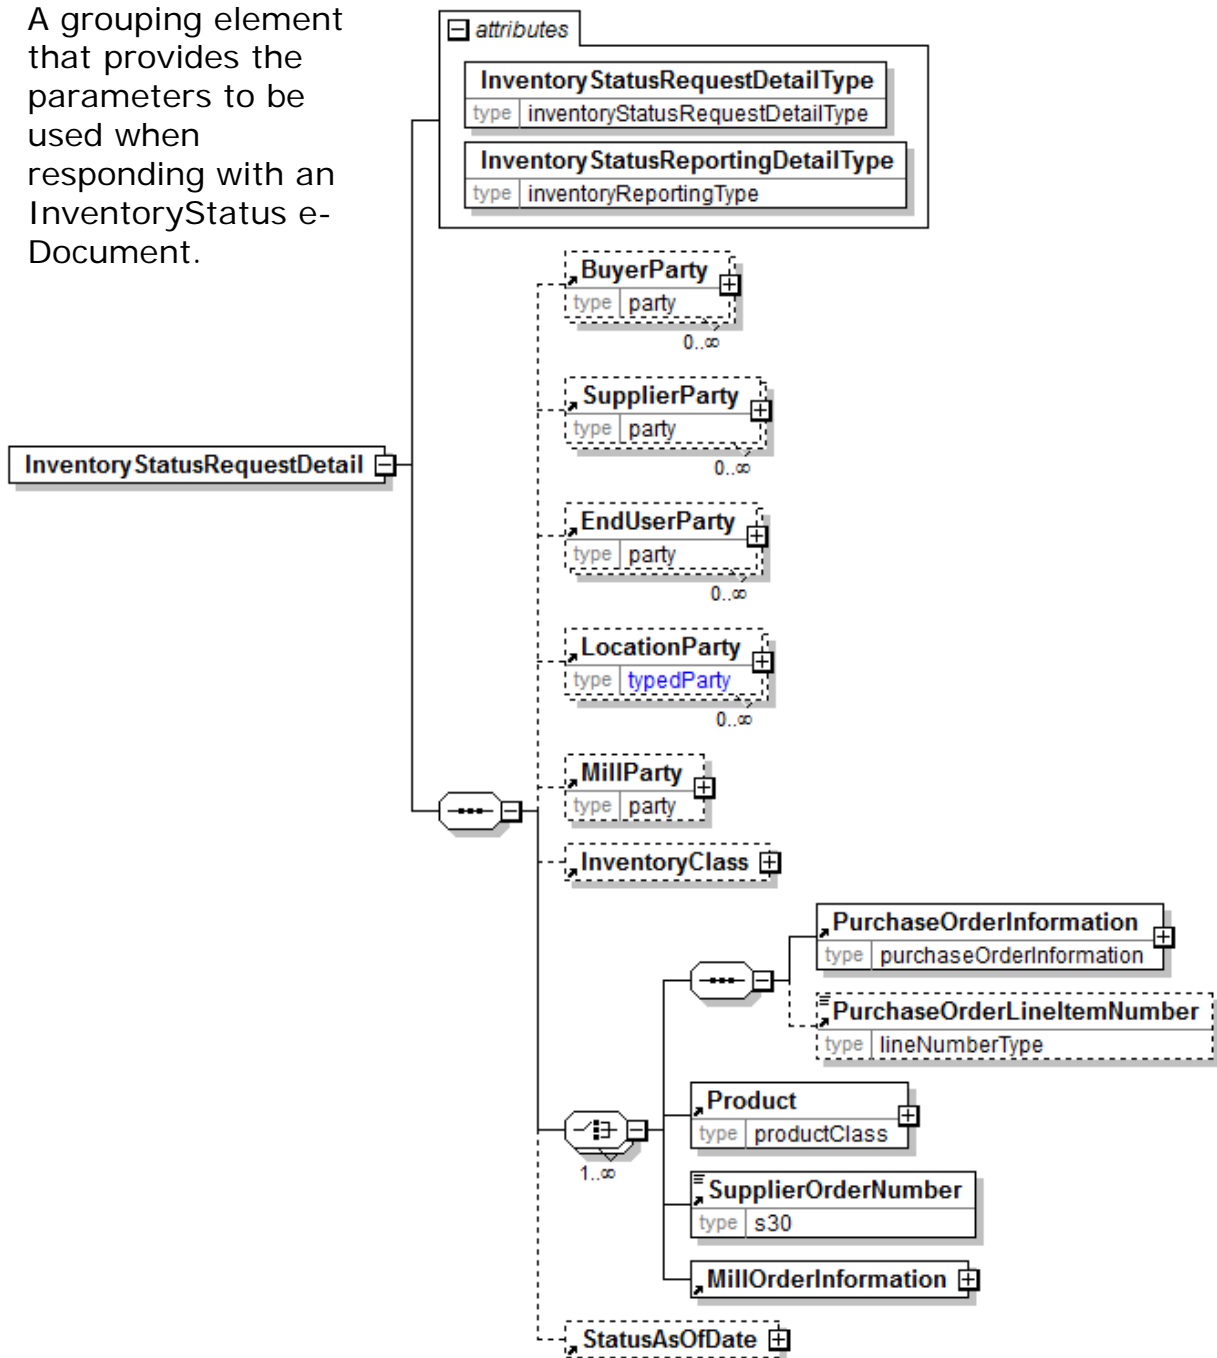 A grouping element
that provides the
parameters to be
used when
responding with an
InventoryStatus e-
Document.
attributes
InventoryStatusRequestDetailType
type inventoryStatusRequestDetailType
InventoryStatusReportingDetailType
type inventoryReportingType
BuyerParty
type party
0..∞
SupplierParty
type party
0..∞
InventoryStatusRequestDetail
EndUserParty
type party
0..∞
LocationParty
type typedParty
0..∞
MillParty
type party
InventoryClass
PurchaseOrderInformation
type purchaseOrderInformation
PurchaseOrderLineItemNumber
type lineNumberType
Product
type productClass
1..∞
SupplierOrderNumber
type s30
MillOrderInformation
StatusAsOfDate